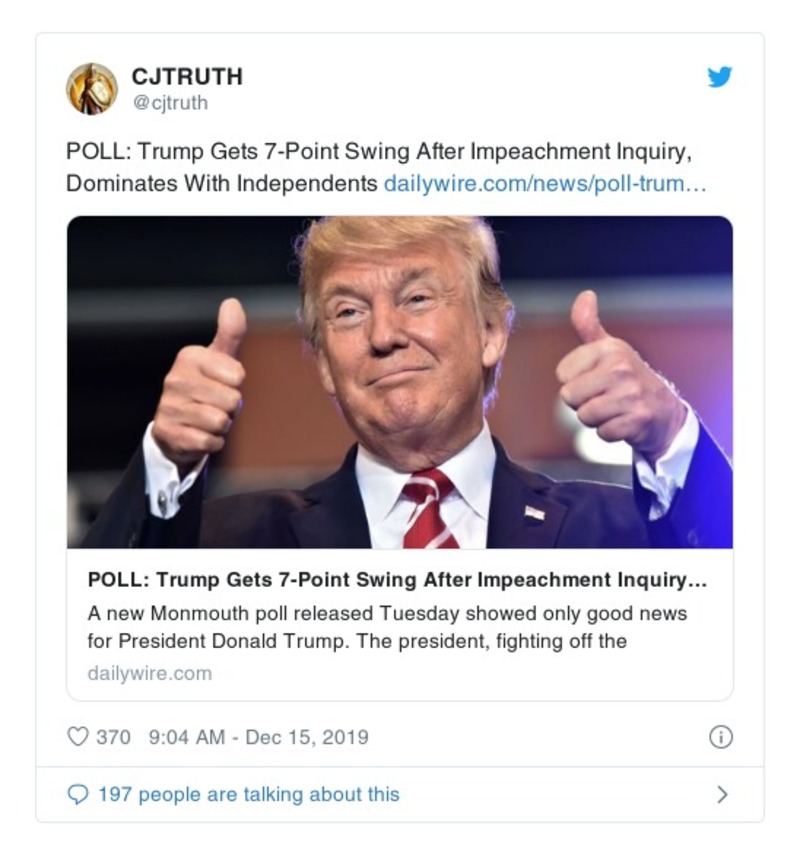 CJTRUTH
@cjtruth
POLL: Trump Gets 7-Point Swing After Impeachment Inquiry,
Dominates With Independents dailywire.com/news/poll-trum…
POLL: Trump Gets 7-Point Swing After Impeachment Inquiry…
A new Monmouth poll released Tuesday showed only good news
for President Donald Trump. The president, fighting off the
dailywire.com
370 9:04 AM - Dec 15, 2019
197 people are talking about this